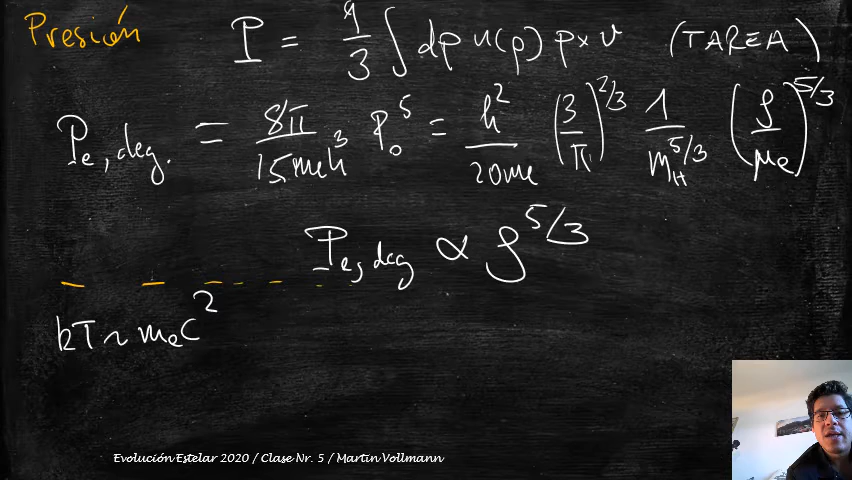 Presión P = 1/3 ∫ dp n(p) p × v (TAREA)
Pe,deg. = 8π/15meh³ p₀⁵ = h²/20me (3/π)^2/3 1/mH^5/3 (ρ/μe)^5/3
Pe,deg ∝ ρ^5/3
kT ~ mec²
Evolución Estelar 2020 / Clase Nr. 5 / Martin Vollmann